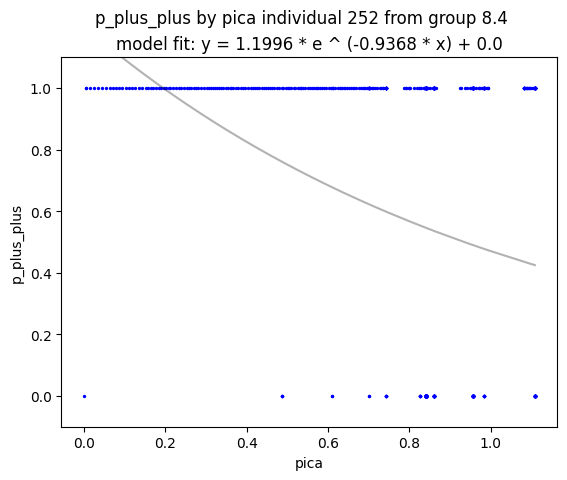 p_plus_plus by pica individual 252 from group 8.4
model fit: y = 1.1996 * e ^ (-0.9368 * x) + 0.0
1.0
0.8
0.6
0.4
0.2
0.0
p_plus_plus
0.0 0.2 0.4 0.6 0.8 1.0
pica